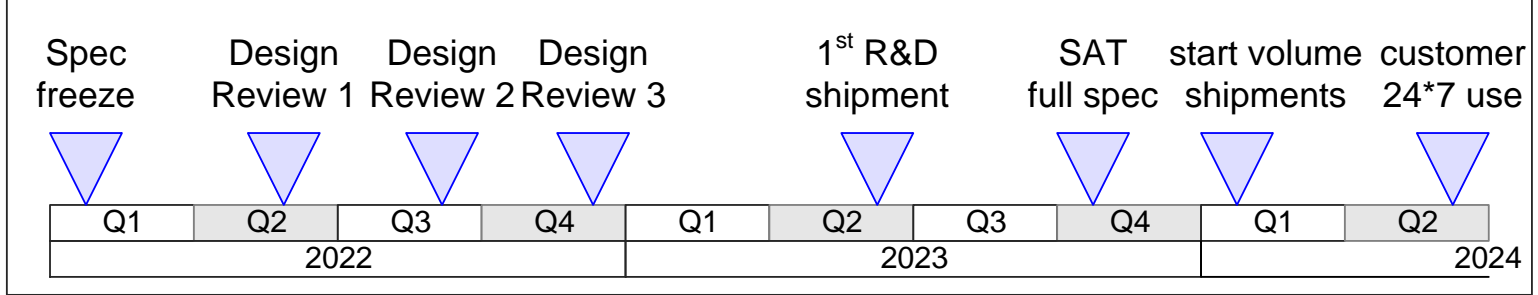 Spec
freeze
Design
Review 1
Design
Review 2
Design
Review 3
1st R&D
shipment
SAT
full spec
start volume
shipments
customer
24*7 use
Q1 Q2 Q3 Q4 Q1 Q2 Q3 Q4 Q1 Q2
2022 2023 2024